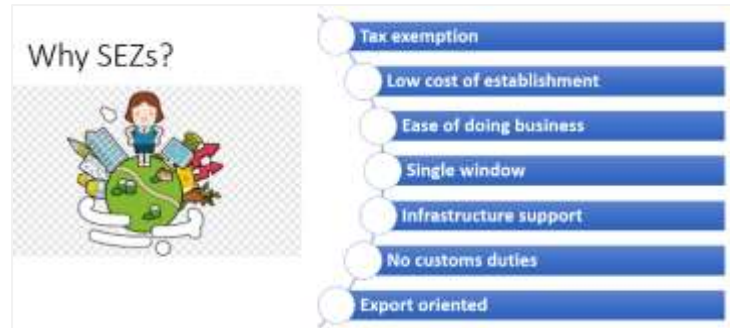 Why SEZs?
Tax exemption
Low cost of establishment
Ease of doing business
Single window
Infrastructure support
No customs duties
Export oriented